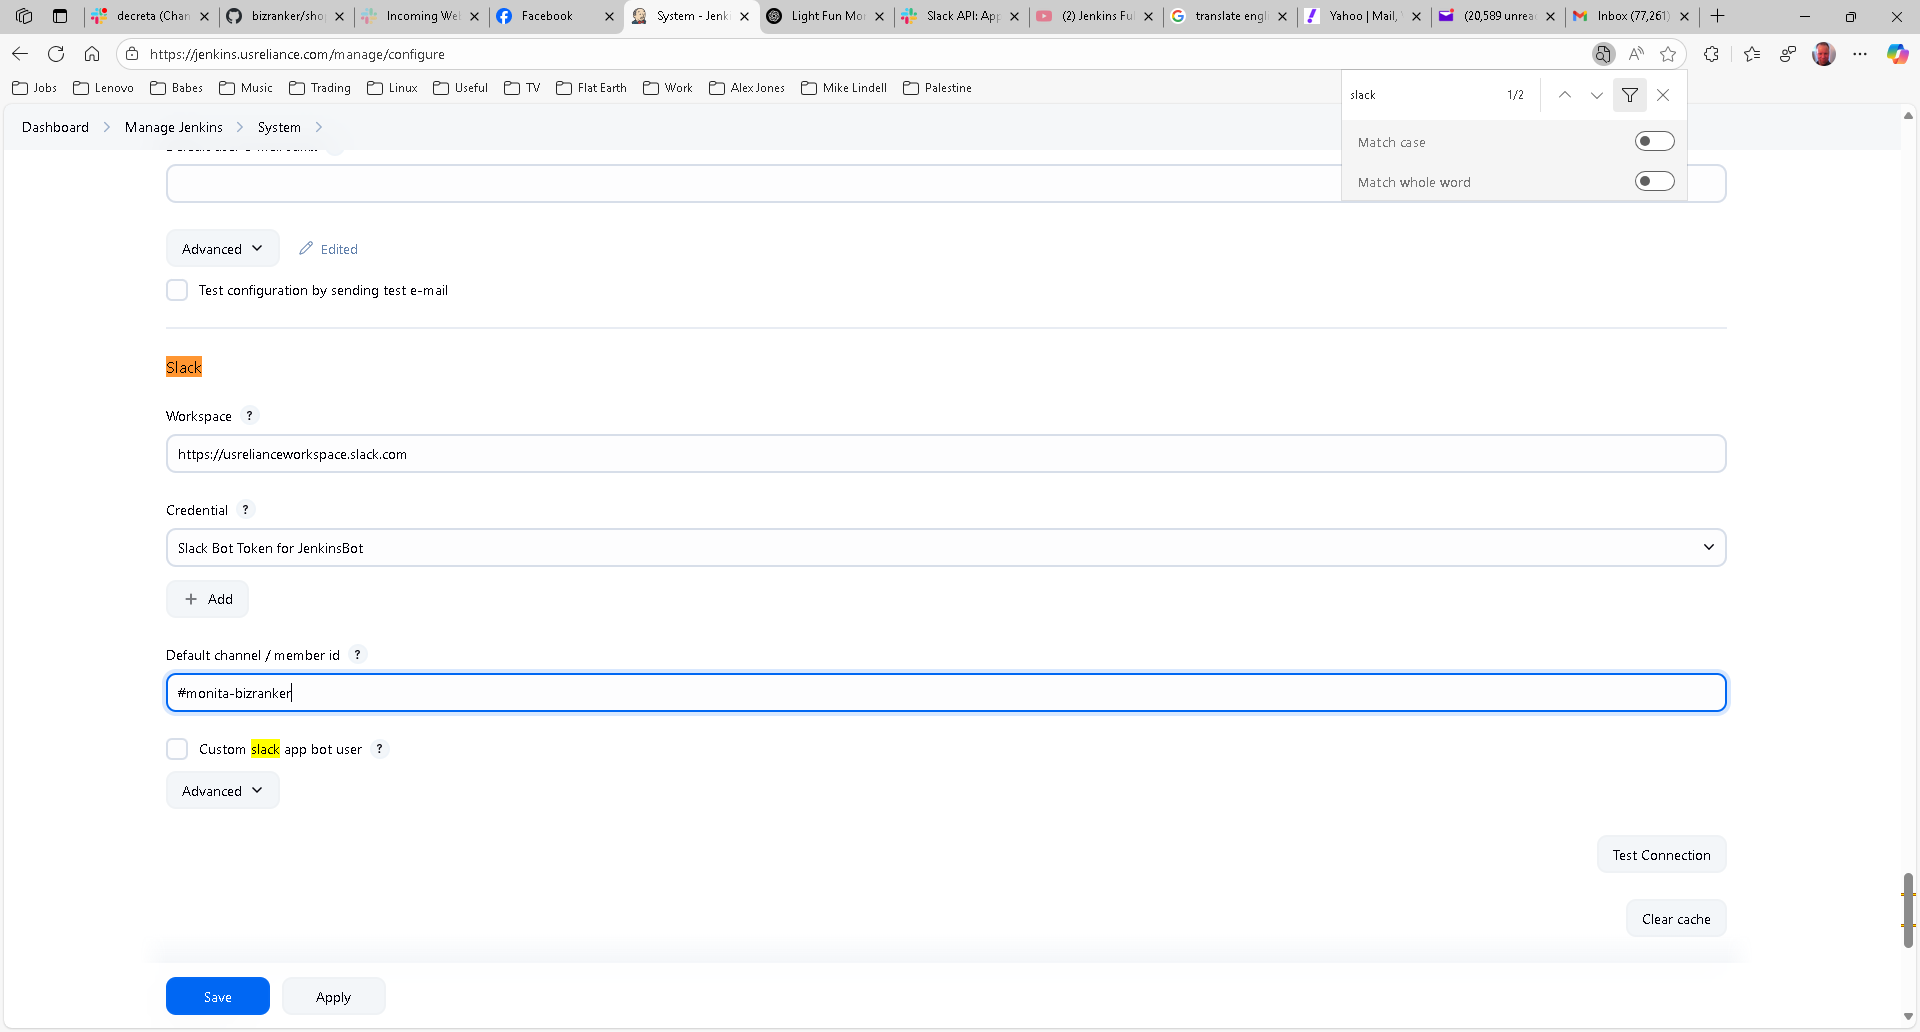 decreta (Chan
bizranker/sho
Incoming Wel
Facebook
System - Jenki
Light Fun Mo
Slack API: App
(2) Jenkins Ful
translate engl
Yahoo | Mail,
(20,589 unrea
Inbox (77,261)
https://jenkins.usreliance.com/manage/configure
Jobs
Lenovo
Babes
Music
Trading
Linux
Useful
TV
Flat Earth
Work
Alex Jones
Mike Lindell
Palestine
slack
1/2
Match case
Match whole word
Dashboard
Manage Jenkins
System
Advanced
Edited
Test configuration by sending test e-mail
Slack
Workspace ?
https://usrelianceworkspace.slack.com
Credential ?
Slack Bot Token for JenkinsBot
+ Add
Default channel / member id ?
#monita-bizranker
Custom slack app bot user ?
Advanced
Test Connection
Clear cache
Save
Apply